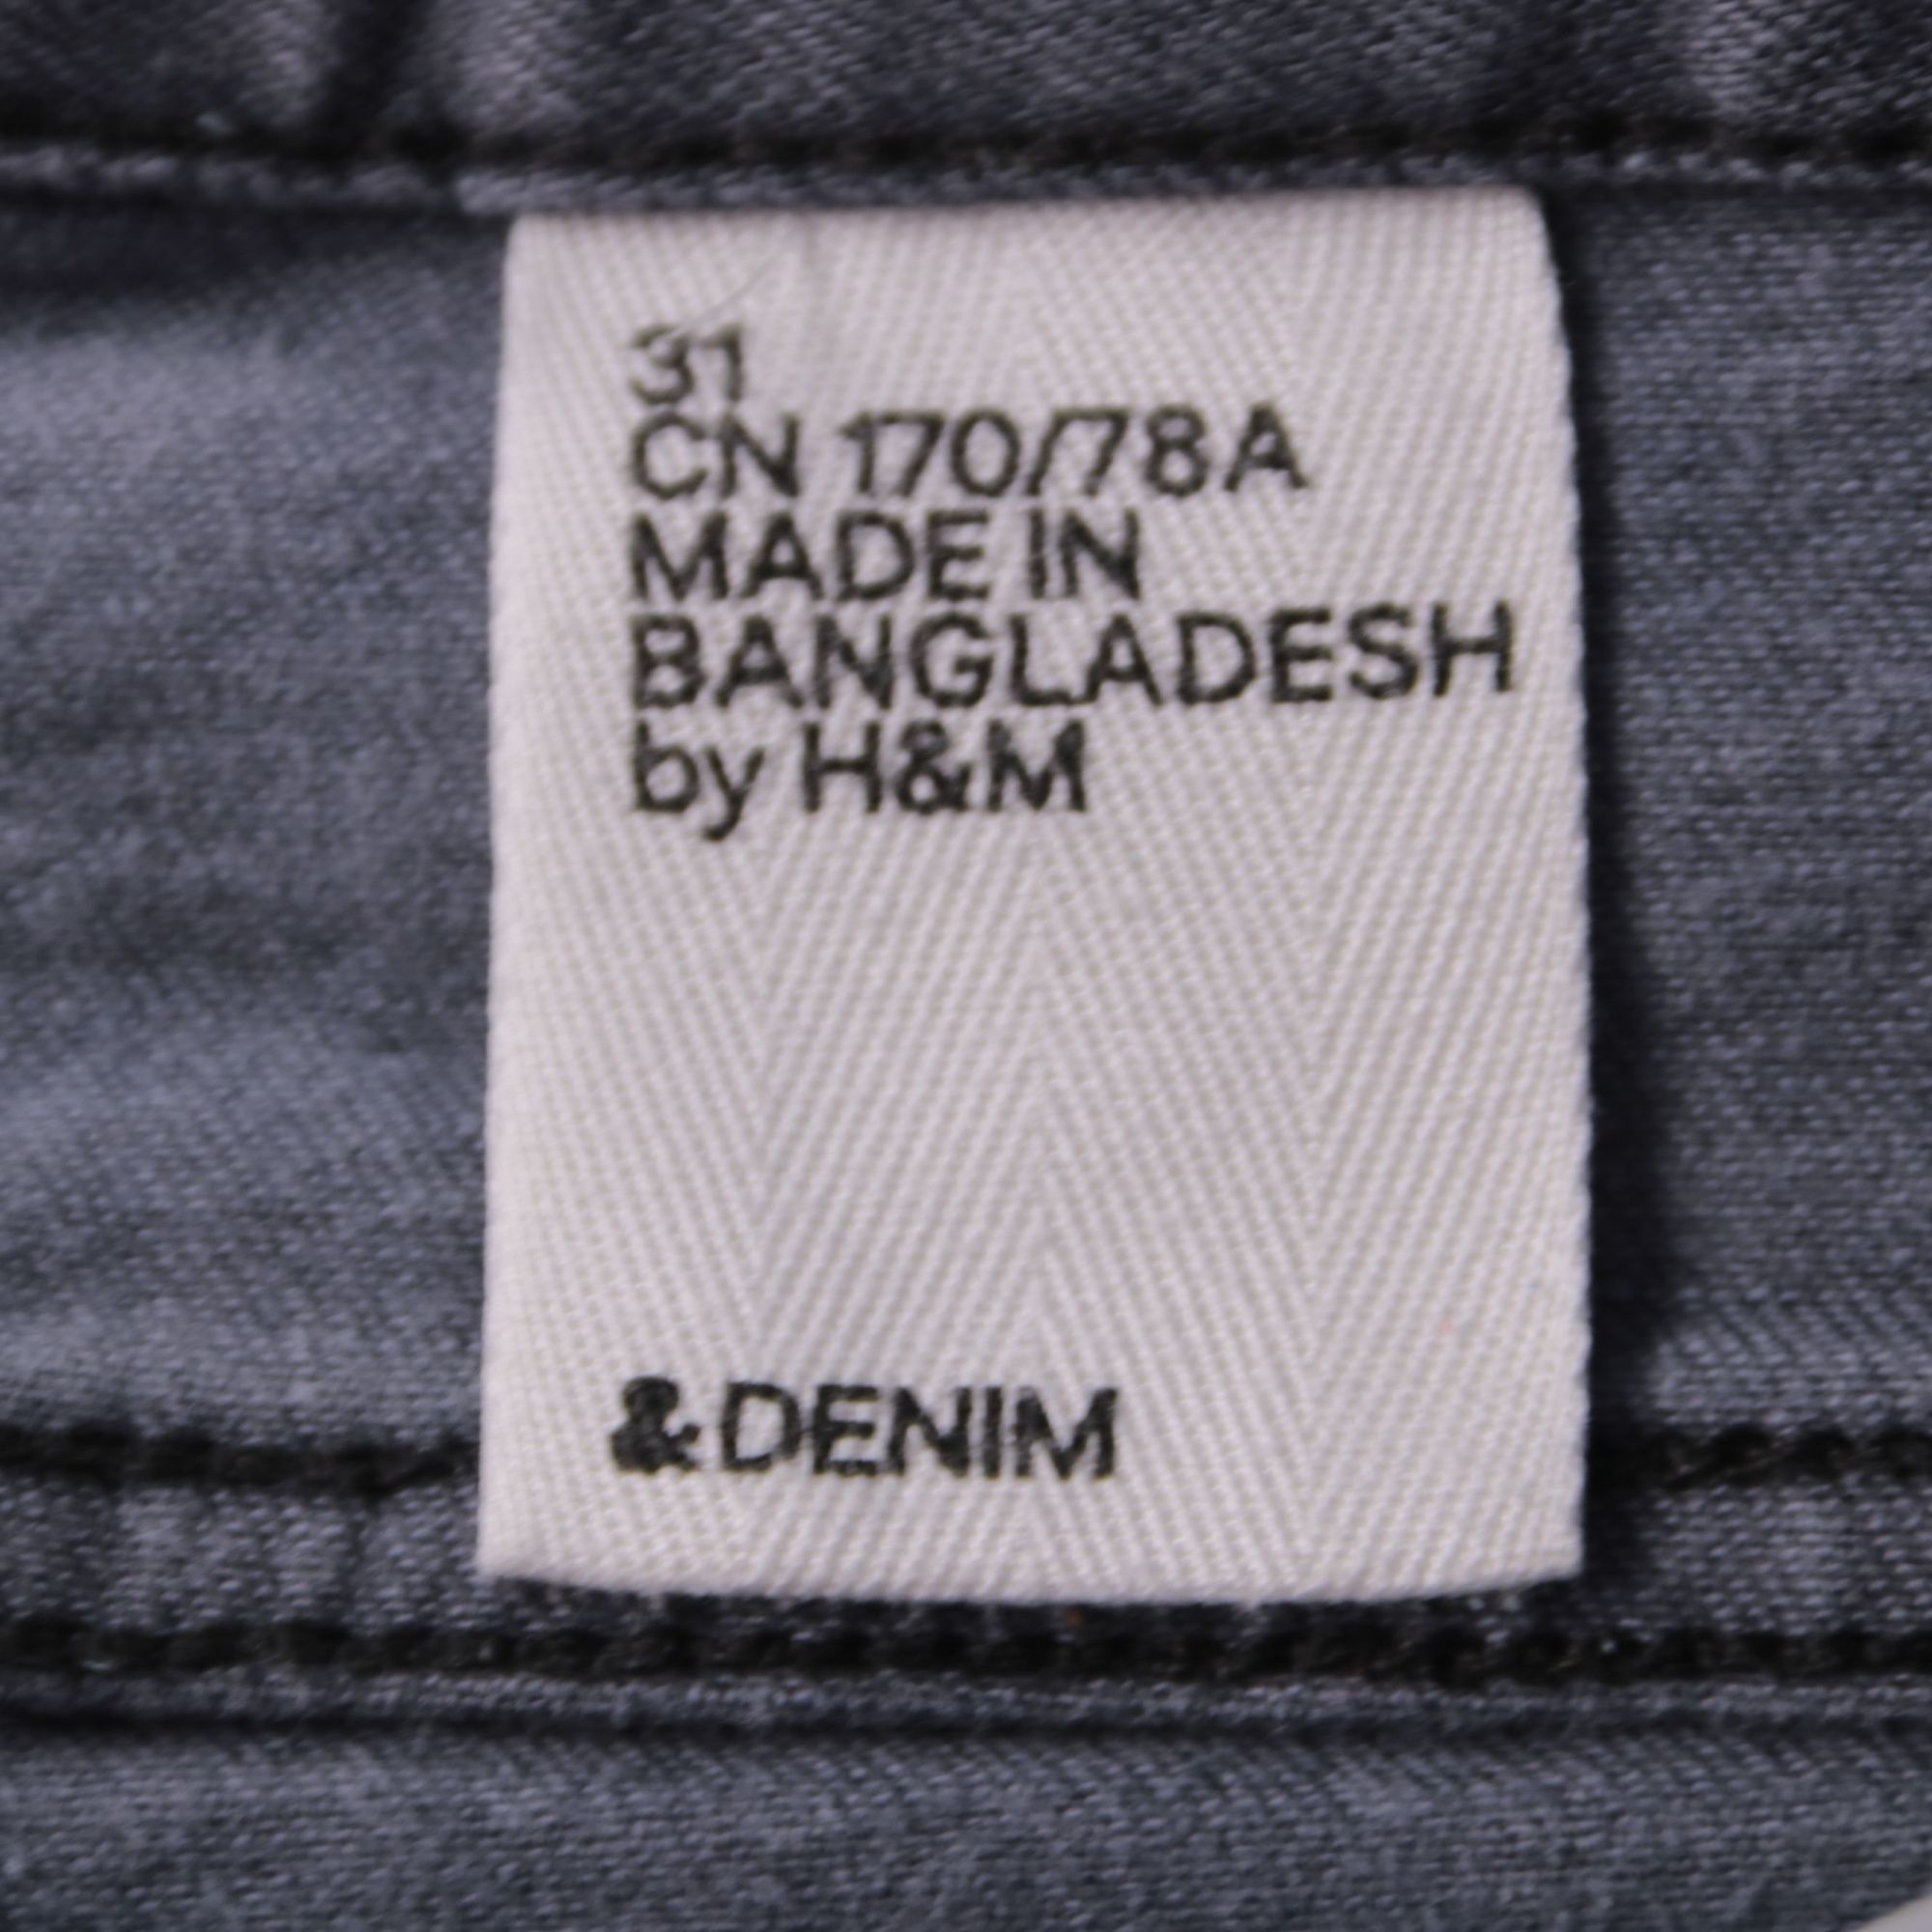 31
CN 170/78A
MADE IN
BANGLADESH
by H&M
&DENIM